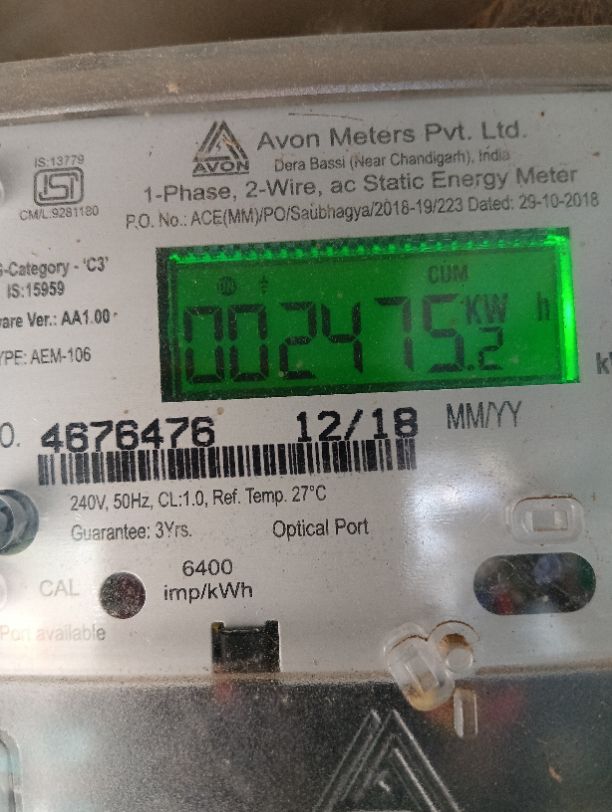 IS:13779
CM/L:9281180
AVON
Avon Meters Pvt. Ltd.
Dera Bassi (Near Chandigarh), India
1-Phase, 2-Wire, ac Static Energy Meter
P.O. No.: ACE(MM)/PO/Saubhagya/2018-19/223 Dated: 29-10-2018
-Category - 'C3'
IS:15959
are Ver.: AA1.00
YPE: AEM-106
CUM
002475.2 KW h
O. 4676476 12/18 MM/YY
240V, 50Hz, CL:1.0, Ref. Temp. 27°C
Guarantee: 3Yrs. Optical Port
CAL 6400
imp/kWh
Port available